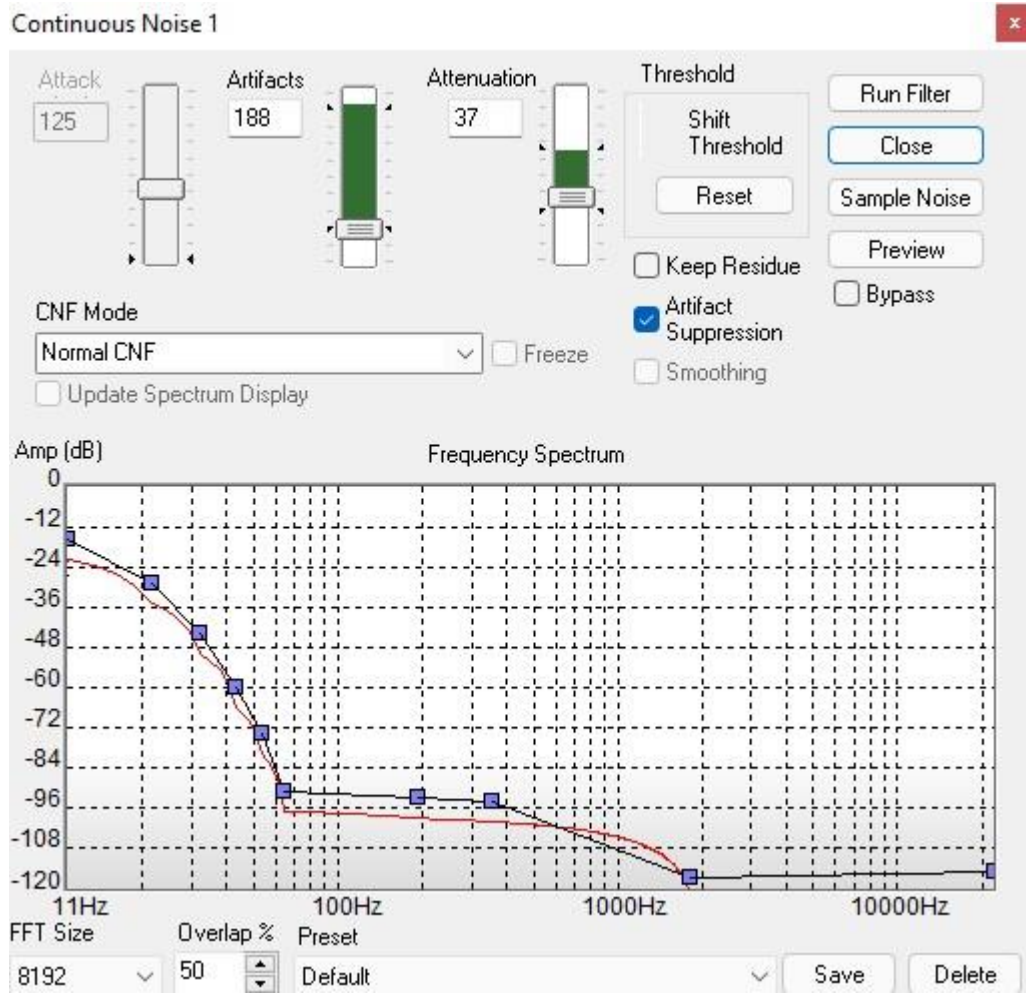 Continuous Noise 1
x
Attack
125
Artifacts
188
Attenuation
37
Threshold
Shift
Threshold
Reset
Run Filter
Close
Sample Noise
Preview
Bypass
Keep Residue
Artifact
Suppression
Smoothing
CNF Mode
Normal CNF
Freeze
Update Spectrum Display
Amp (dB)
Frequency Spectrum
0
-12
-24
-36
-48
-60
-72
-84
-96
-108
-120
11Hz 100Hz 1000Hz 10000Hz
FFT Size
8192
Overlap %
50
Preset
Default
Save
Delete